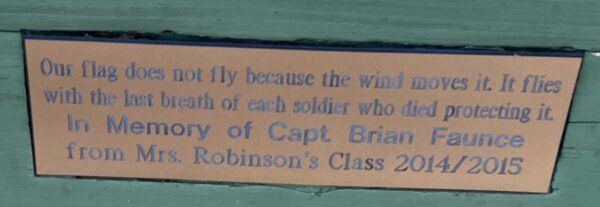 Our flag does not fly because the wind moves it. It flies
with the last breath of each soldier who died protecting it.
In Memory of Capt. Brian Faunce
from Mrs. Robinson's Class 2014/2015